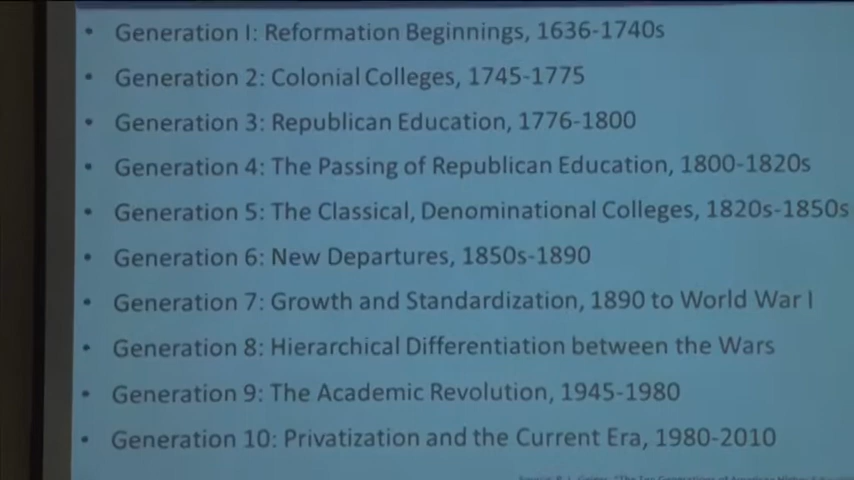 • Generation I: Reformation Beginnings, 1636-1740s
• Generation 2: Colonial Colleges, 1745-1775
• Generation 3: Republican Education, 1776-1800
• Generation 4: The Passing of Republican Education, 1800-1820s
• Generation 5: The Classical, Denominational Colleges, 1820s-1850s
• Generation 6: New Departures, 1850s-1890
• Generation 7: Growth and Standardization, 1890 to World War I
• Generation 8: Hierarchical Differentiation between the Wars
• Generation 9: The Academic Revolution, 1945-1980
• Generation 10: Privatization and the Current Era, 1980-2010